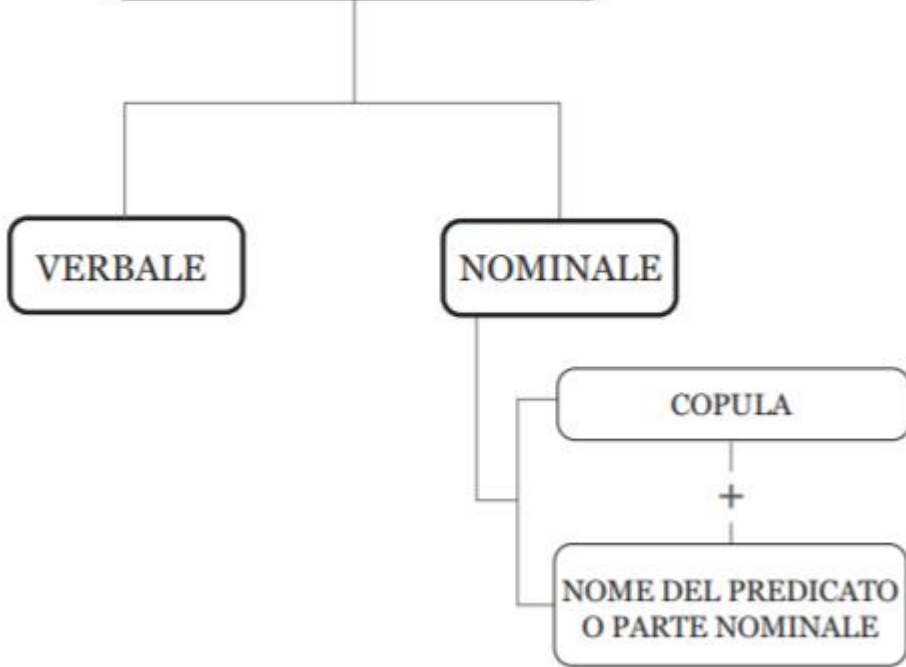 VERBALE
NOMINALE
COPULA
+
NOME DEL PREDICATO
O PARTE NOMINALE